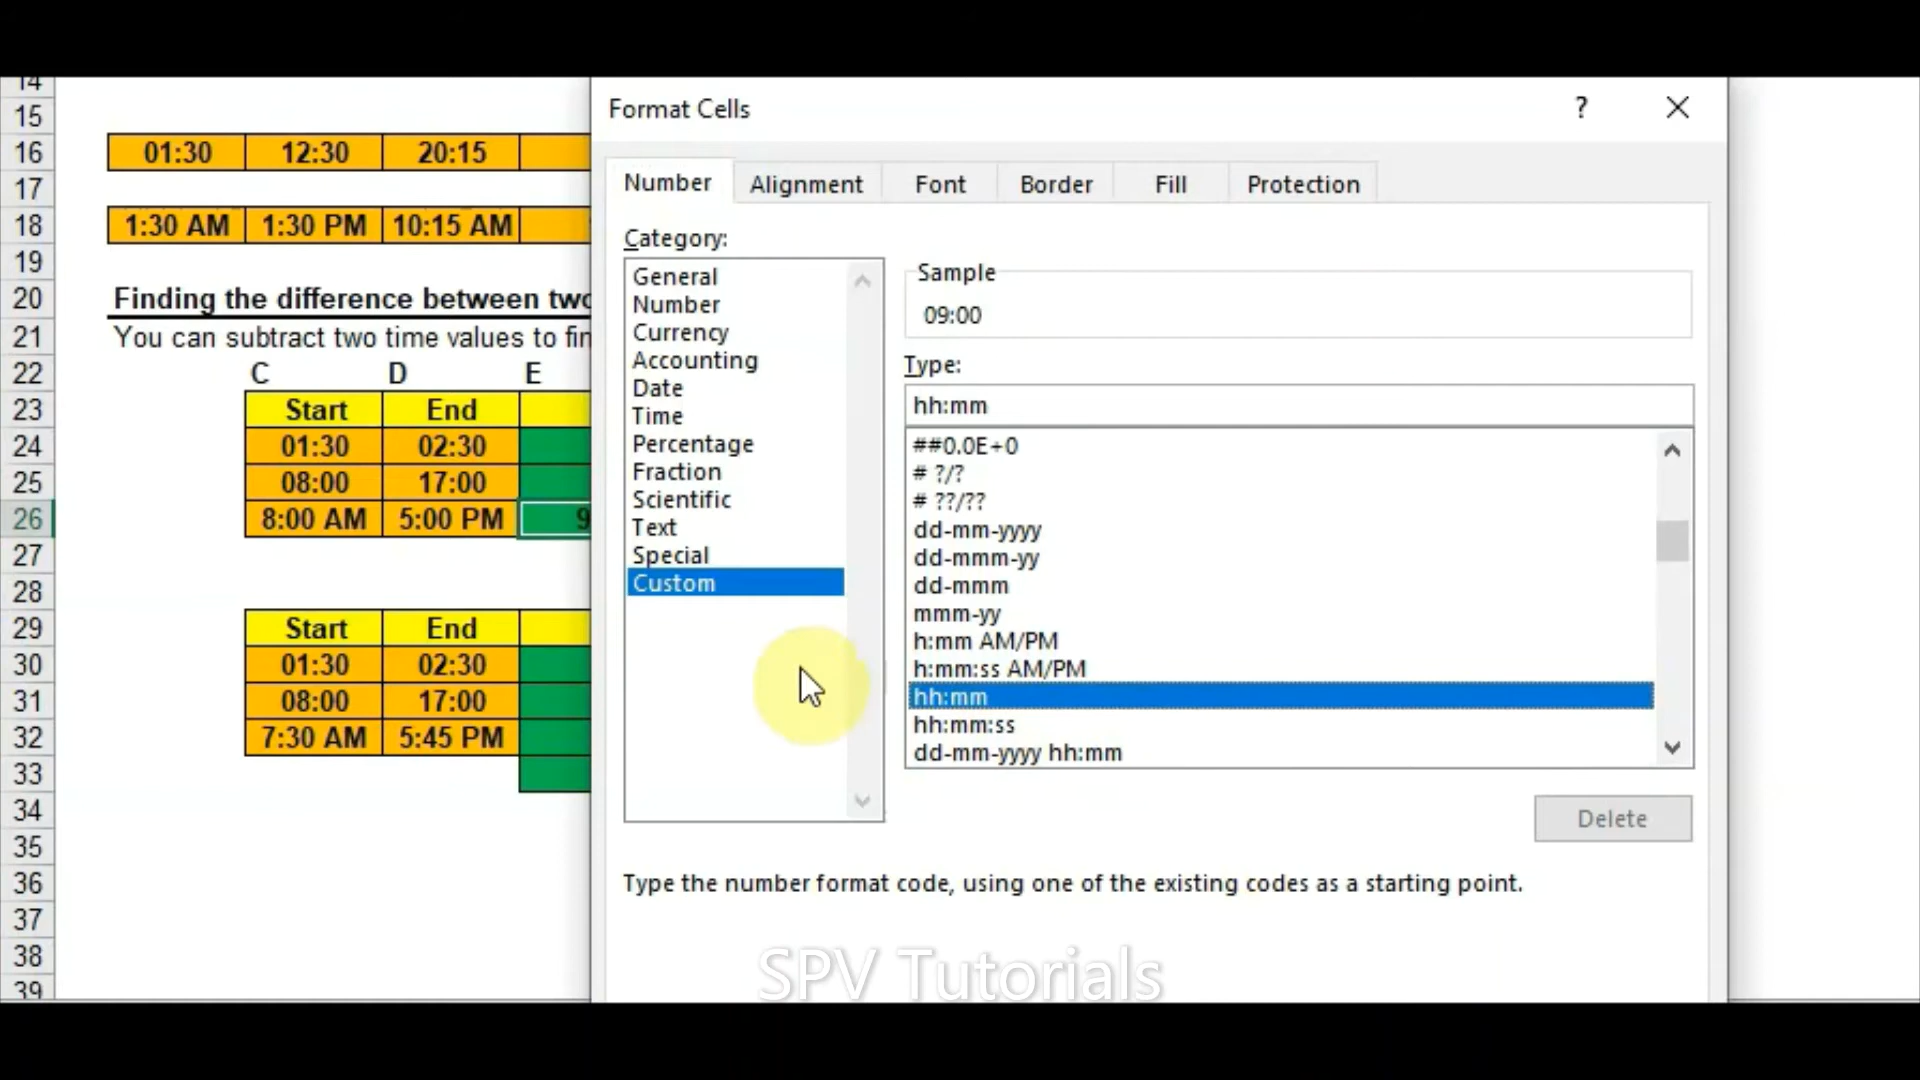 14
15
16 01:30 12:30 20:15
17
18 1:30 AM 1:30 PM 10:15 AM
19
20 Finding the difference between two
21 You can subtract two time values to
22 C D E
23 Start End
24 01:30 02:30
25 08:00 17:00
26 8:00 AM 5:00 PM 9
27
28
29 Start End
30 01:30 02:30
31 08:00 17:00
32 7:30 AM 5:45 PM
33
34
35
36
37
38
39
Format Cells ?
Number Alignment Font Border Fill Protection
Category:
General
Number
Currency
Accounting
Date
Time
Percentage
Fraction
Scientific
Text
Special
Custom
Sample
09:00
Type:
hh:mm
##0.0E+0
# ?/?
# ??/??
dd-mm-yyyy
dd-mmm-yy
dd-mmm
mmm-yy
h:mm AM/PM
h:mm:ss AM/PM
hh:mm
hh:mm:ss
dd-mm-yyyy hh:mm
Delete
Type the number format code, using one of the existing codes as a starting point.
SPV Tutorials